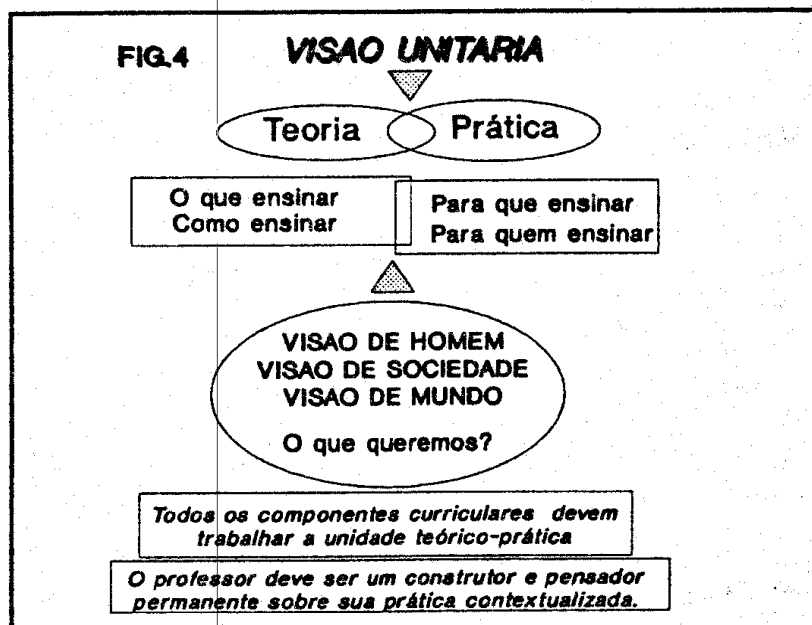 FIG.4 VISAO UNITARIA
Teoria Prática
O que ensinar
Como ensinar
Para que ensinar
Para quem ensinar
VISAO DE HOMEM
VISAO DE SOCIEDADE
VISAO DE MUNDO
O que queremos?
Todos os componentes curriculares devem
trabalhar a unidade teórico-prática
O professor deve ser um construtor e pensador
permanente sobre sua prática contextualizada.